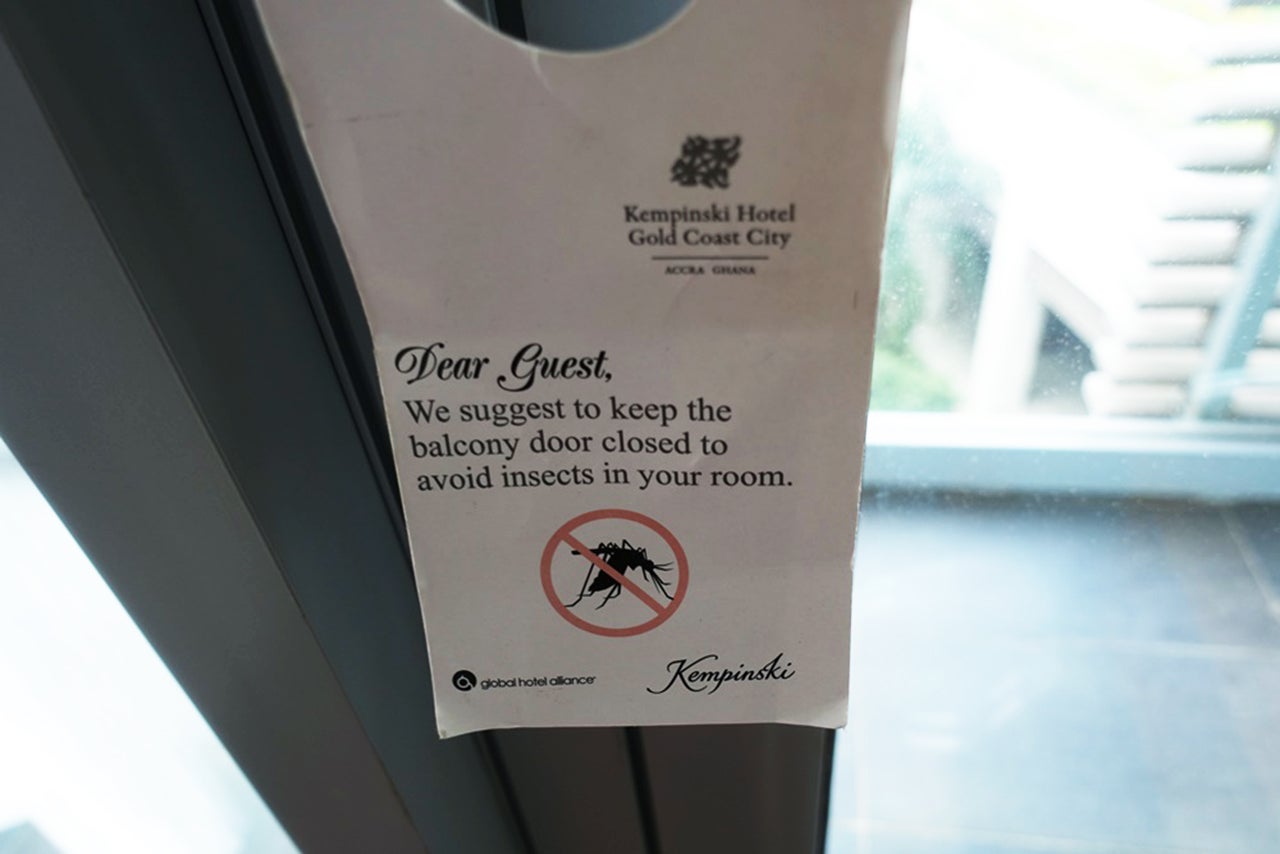 Kempinski Hotel
Gold Coast City
ACCRA GHANA
Dear Guest,
We suggest to keep the
balcony door closed to
avoid insects in your room.
global hotel alliance
Kempinski